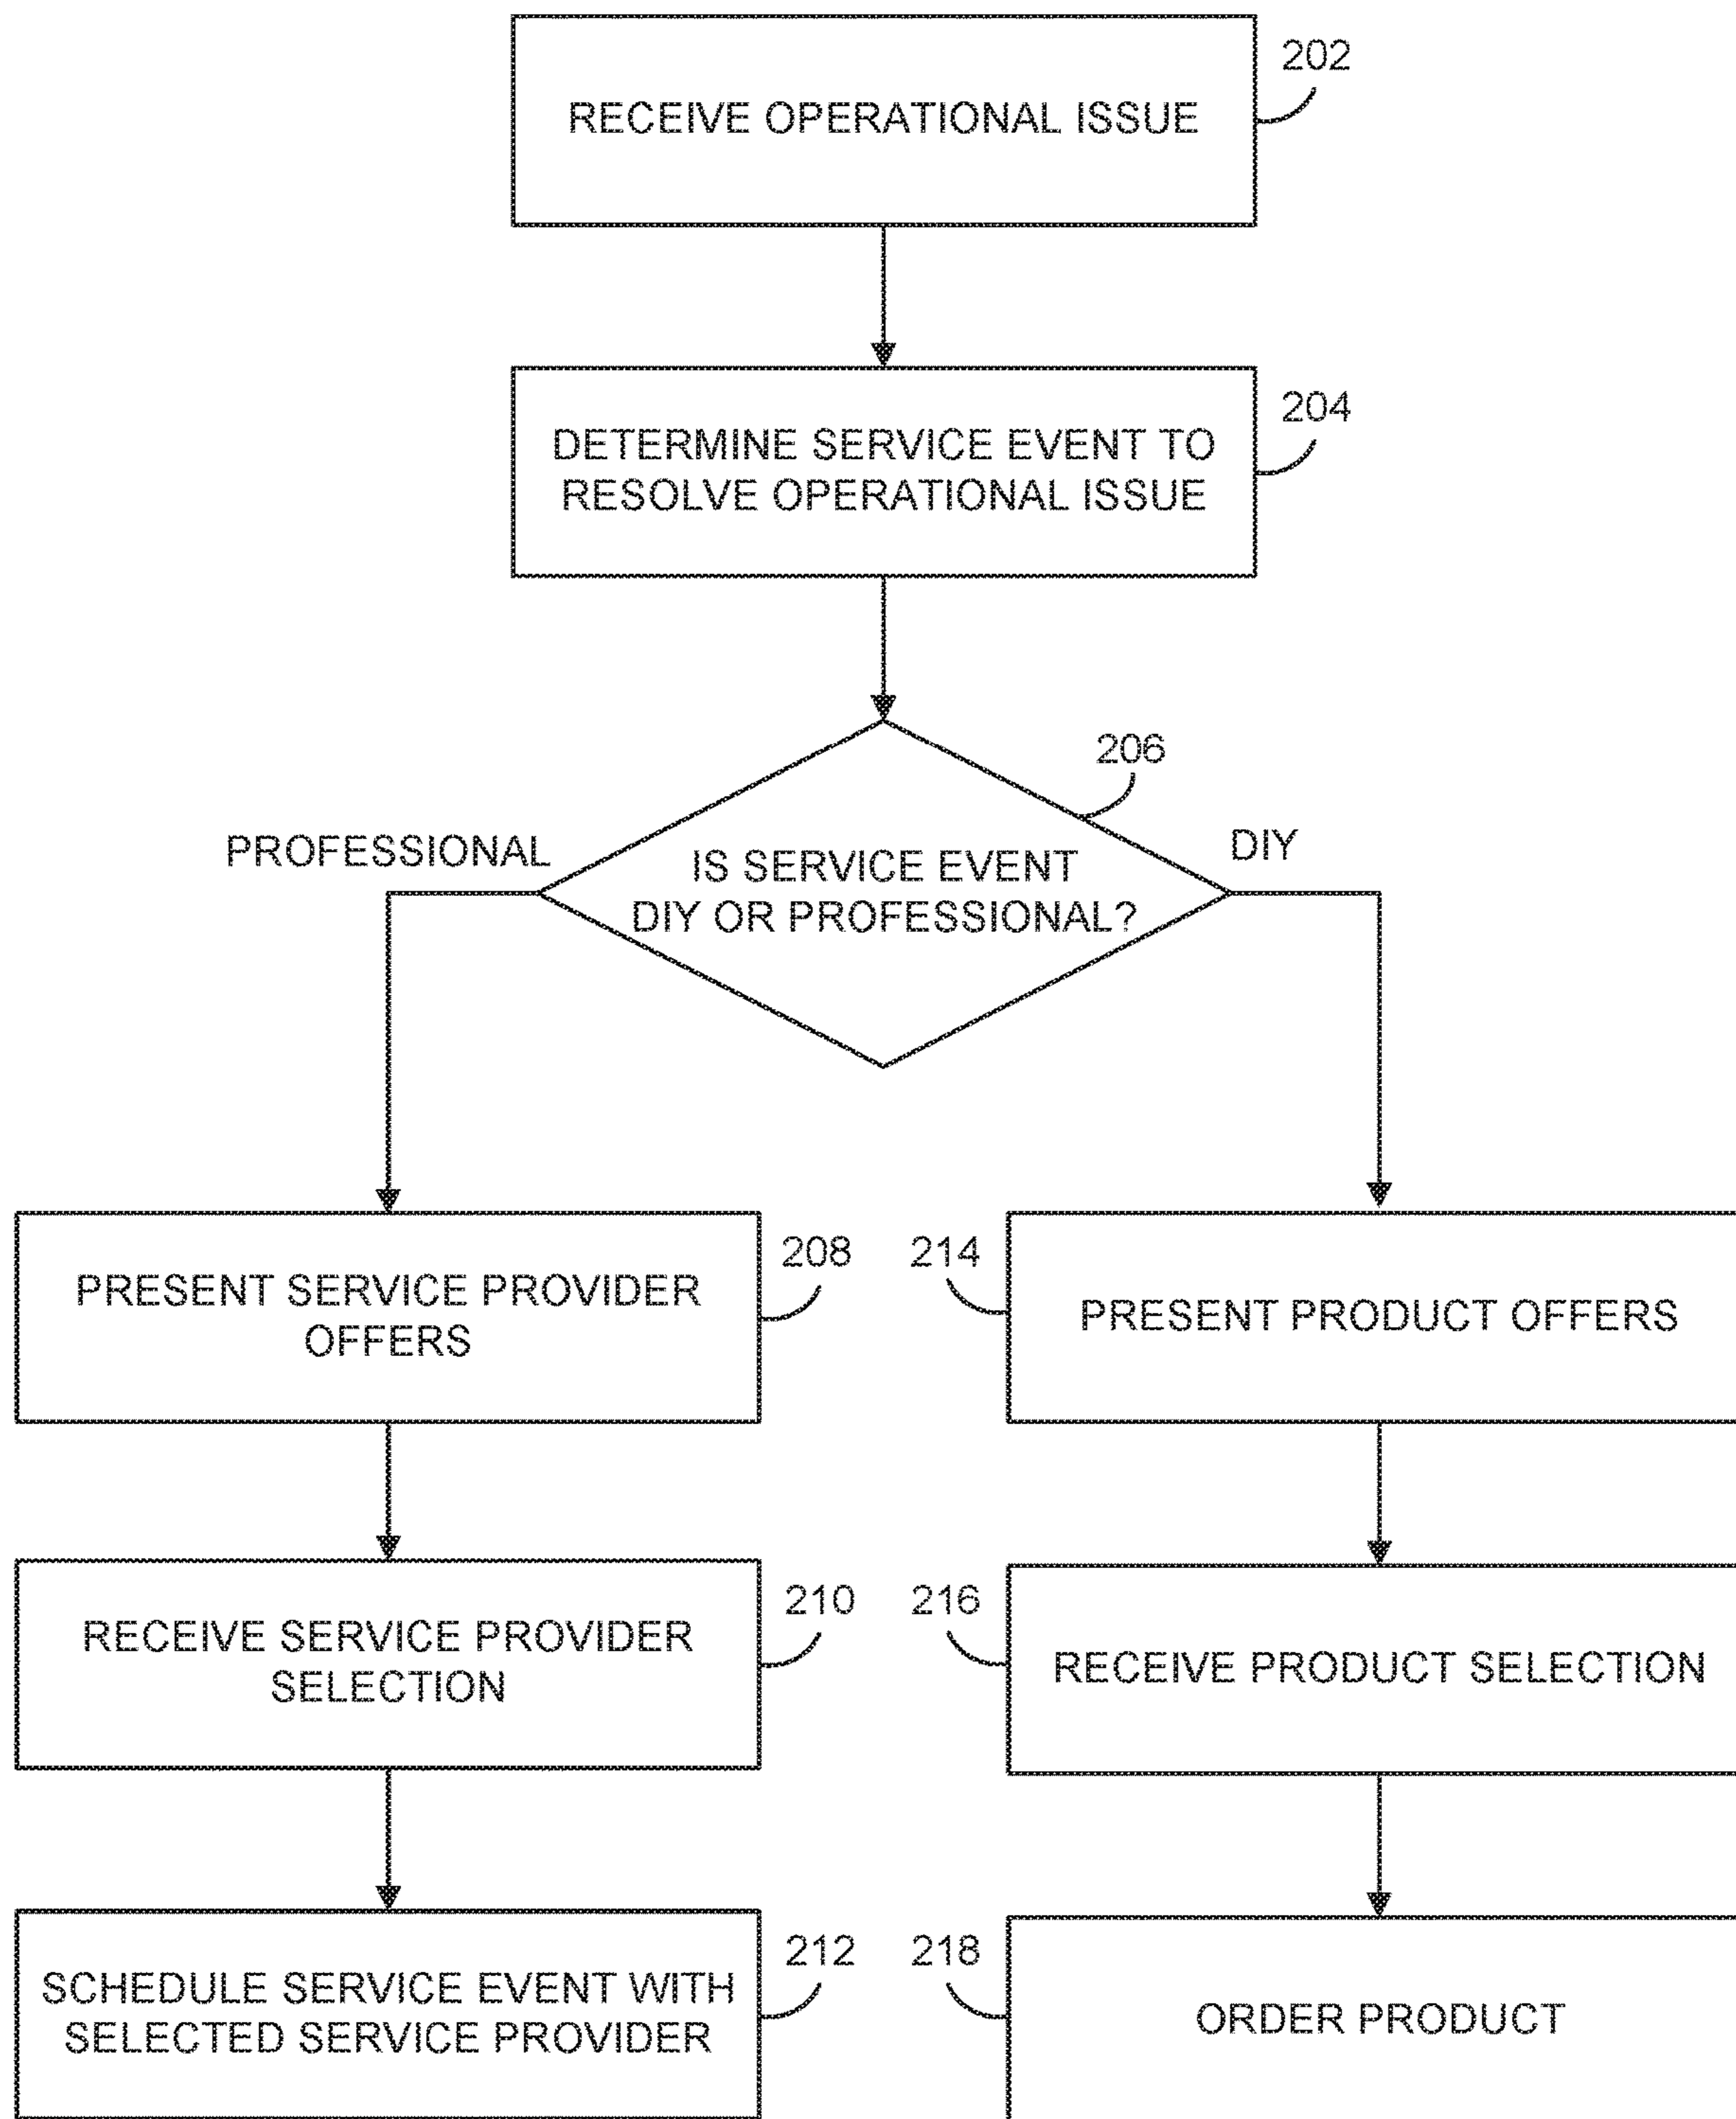 RECEIVE OPERATIONAL ISSUE
202
DETERMINE SERVICE EVENT TO
RESOLVE OPERATIONAL ISSUE
204
206
PROFESSIONAL
DIY
IS SERVICE EVENT
DIY OR PROFESSIONAL?
PRESENT SERVICE PROVIDER
OFFERS
208
214
PRESENT PRODUCT OFFERS
RECEIVE SERVICE PROVIDER
SELECTION
210
216
RECEIVE PRODUCT SELECTION
SCHEDULE SERVICE EVENT WITH
SELECTED SERVICE PROVIDER
212
218
ORDER PRODUCT